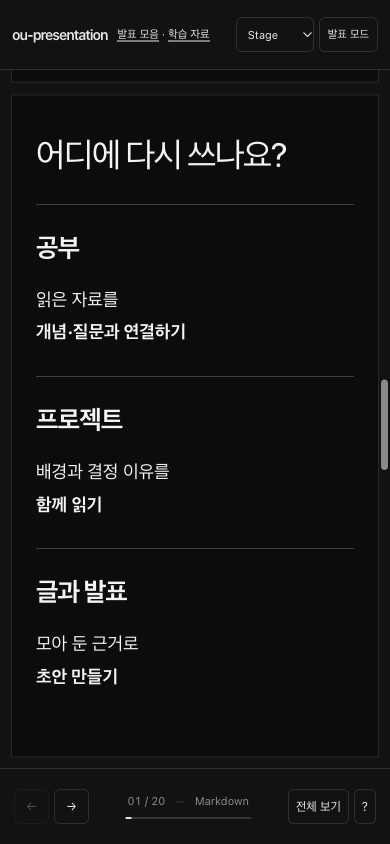 ou-presentation 발표 모음 · 학습 자료 Stage 발표 모드
어디에 다시 쓰나요?
공부
읽은 자료를
개념·질문과 연결하기
프로젝트
배경과 결정 이유를
함께 읽기
글과 발표
모아 둔 근거로
초안 만들기
← → 01 / 20 — Markdown 전체 보기 ?